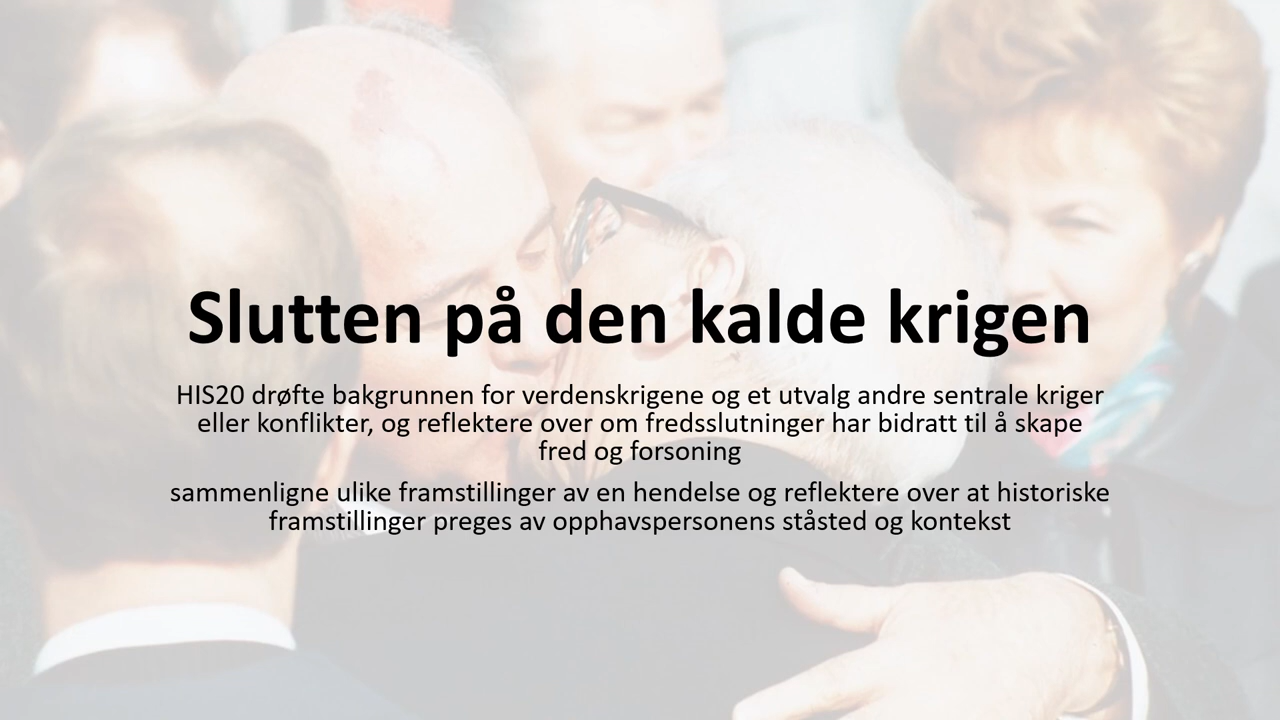 Slutten på den kalde krigen
HIS20 drøfte bakgrunnen for verdenskrigene og et utvalg andre sentrale kriger
eller konflikter, og reflektere over om fredsslutninger har bidratt til å skape
fred og forsoning
sammenligne ulike framstillinger av en hendelse og reflektere over at historiske
framstillinger preges av opphavspersonens ståsted og kontekst